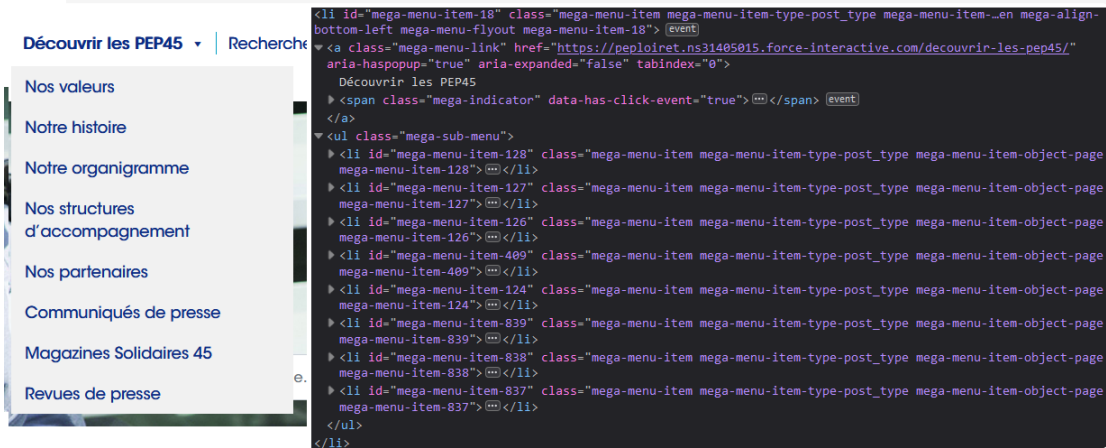 Découvrir les PEP45
Recherche
Nos valeurs
Notre histoire
Notre organigramme
Nos structures
d'accompagnement
Nos partenaires
Communiqués de presse
Magazines Solidaires 45
Revues de presse
e.
<li id="mega-menu-item-18" class="mega-menu-item mega-menu-item-type-post_type mega-menu-item-…en mega-align-
bottom-left mega-menu-flyout mega-menu-item-18"> event
<a class="mega-menu-link" href="https://peploiret.ns31405015.force-interactive.com/decouvrir-les-pep45/"
aria-haspopup="true" aria-expanded="false" tabindex="0">
Découvrir les PEP45
<span class="mega-indicator" data-has-click-event="true">…</span> event
</a>
<ul class="mega-sub-menu">
<li id="mega-menu-item-128" class="mega-menu-item mega-menu-item-type-post_type mega-menu-item-object-page
mega-menu-item-128">…</li>
<li id="mega-menu-item-127" class="mega-menu-item mega-menu-item-type-post_type mega-menu-item-object-page
mega-menu-item-127">…</li>
<li id="mega-menu-item-126" class="mega-menu-item mega-menu-item-type-post_type mega-menu-item-object-page
mega-menu-item-126">…</li>
<li id="mega-menu-item-409" class="mega-menu-item mega-menu-item-type-post_type mega-menu-item-object-page
mega-menu-item-409">…</li>
<li id="mega-menu-item-124" class="mega-menu-item mega-menu-item-type-post_type mega-menu-item-object-page
mega-menu-item-124">…</li>
<li id="mega-menu-item-839" class="mega-menu-item mega-menu-item-type-post_type mega-menu-item-object-page
mega-menu-item-839">…</li>
<li id="mega-menu-item-838" class="mega-menu-item mega-menu-item-type-post_type mega-menu-item-object-page
mega-menu-item-838">…</li>
<li id="mega-menu-item-837" class="mega-menu-item mega-menu-item-type-post_type mega-menu-item-object-page
mega-menu-item-837">…</li>
</ul>
</li>